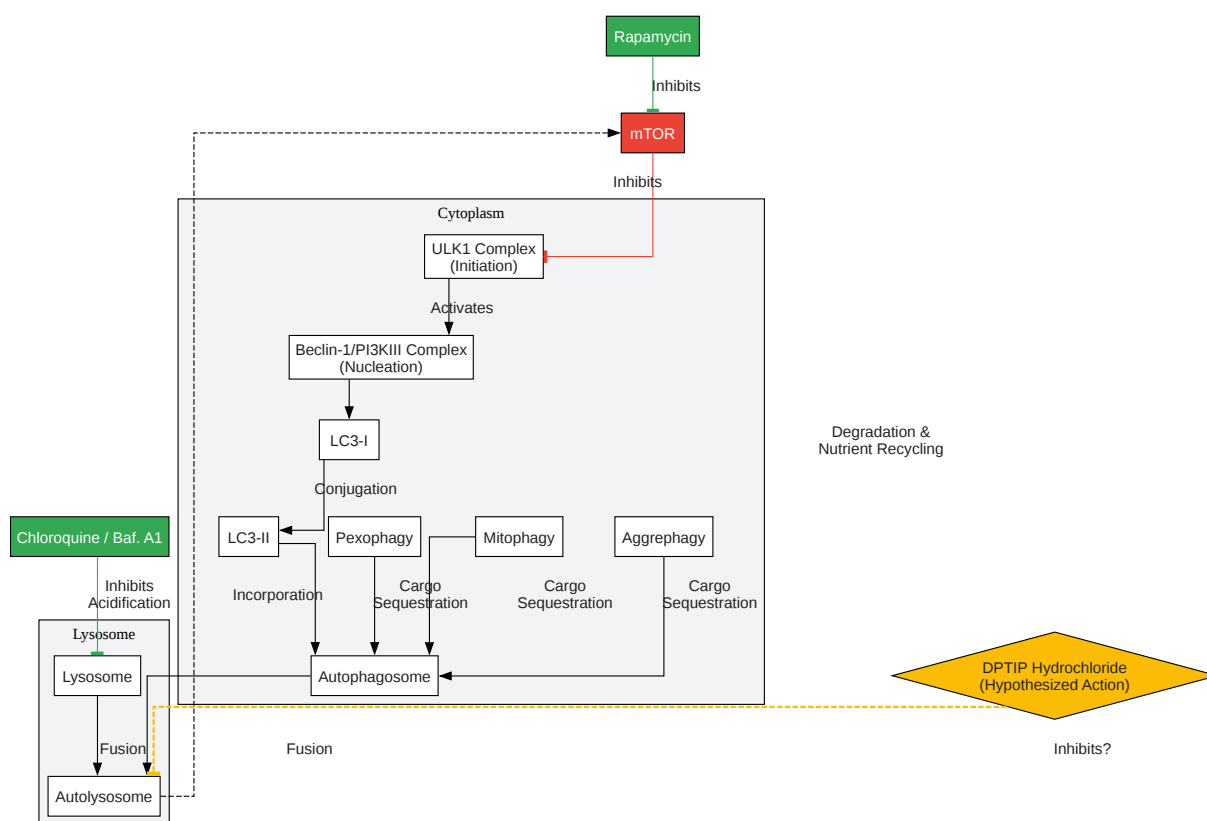 Rapamycin
Inhibits
mTOR
Inhibits
Cytoplasm
ULK1 Complex
(Initiation)
Activates
Beclin-1/PI3KIII Complex
(Nucleation)
LC3-I
Degradation &
Nutrient Recycling
Conjugation
Chloroquine / Baf. A1
LC3-II
Pexophagy
Mitophagy
Aggrephagy
Inhibits
Acidification
Incorporation
Cargo
Sequestration
Cargo
Sequestration
Cargo
Sequestration
Lysosome
Lysosome
Autophagosome
DPTIP Hydrochloride
(Hypothesized Action)
Fusion
Fusion
Inhibits?
Autolysosome